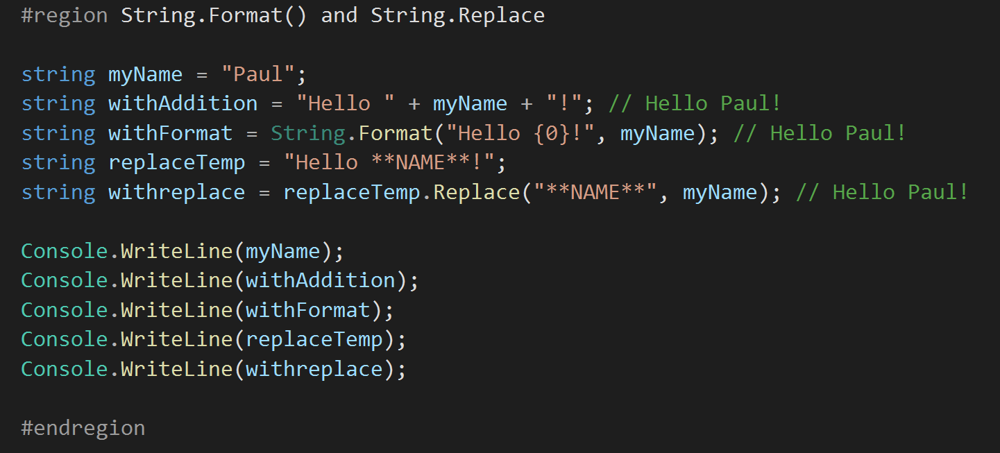 #region String.Format() and String.Replace
string myName = "Paul";
string withAddition = "Hello " + myName + "!"; // Hello Paul!
string withFormat = String.Format("Hello {0}!", myName); // Hello Paul!
string replaceTemp = "Hello **NAME**!";
string withreplace = replaceTemp.Replace("**NAME**", myName); // Hello Paul!
Console.WriteLine(myName);
Console.WriteLine(withAddition);
Console.WriteLine(withFormat);
Console.WriteLine(replaceTemp);
Console.WriteLine(withreplace);
#endregion